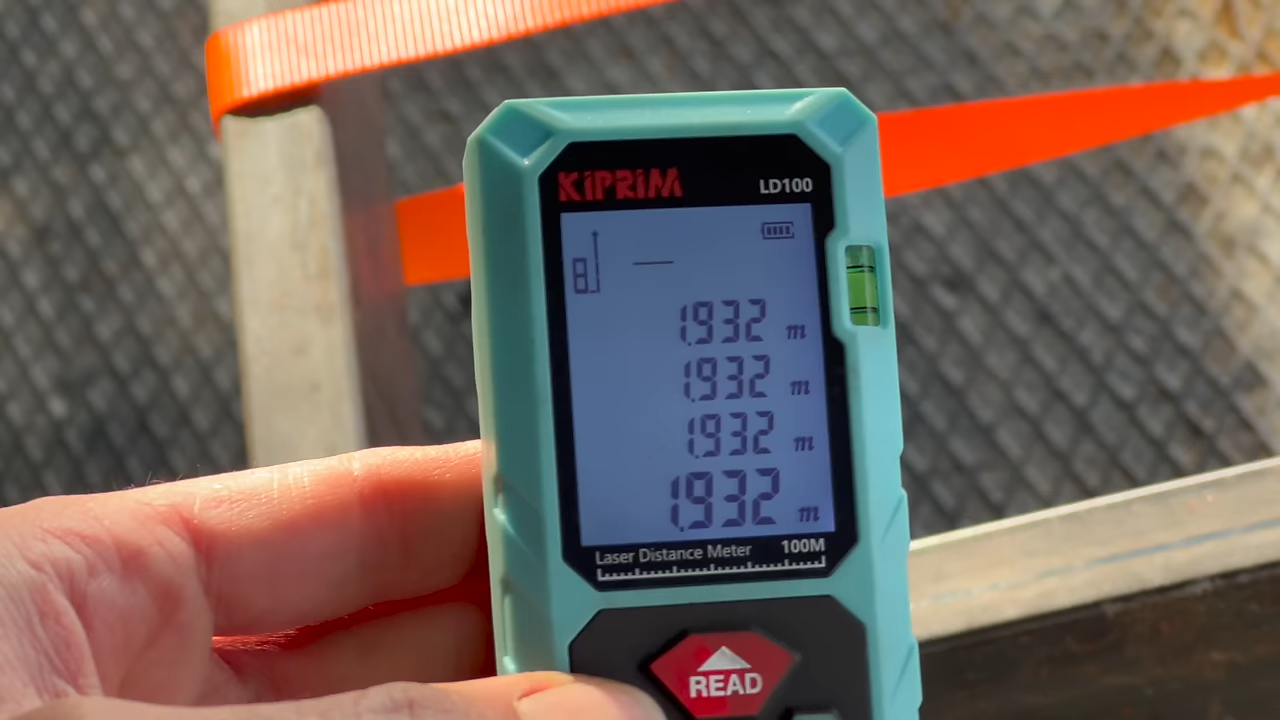 KiPRiM
LD100
1.932 m
1.932 m
1.932 m
1.932 m
Laser Distance Meter 100M
READ